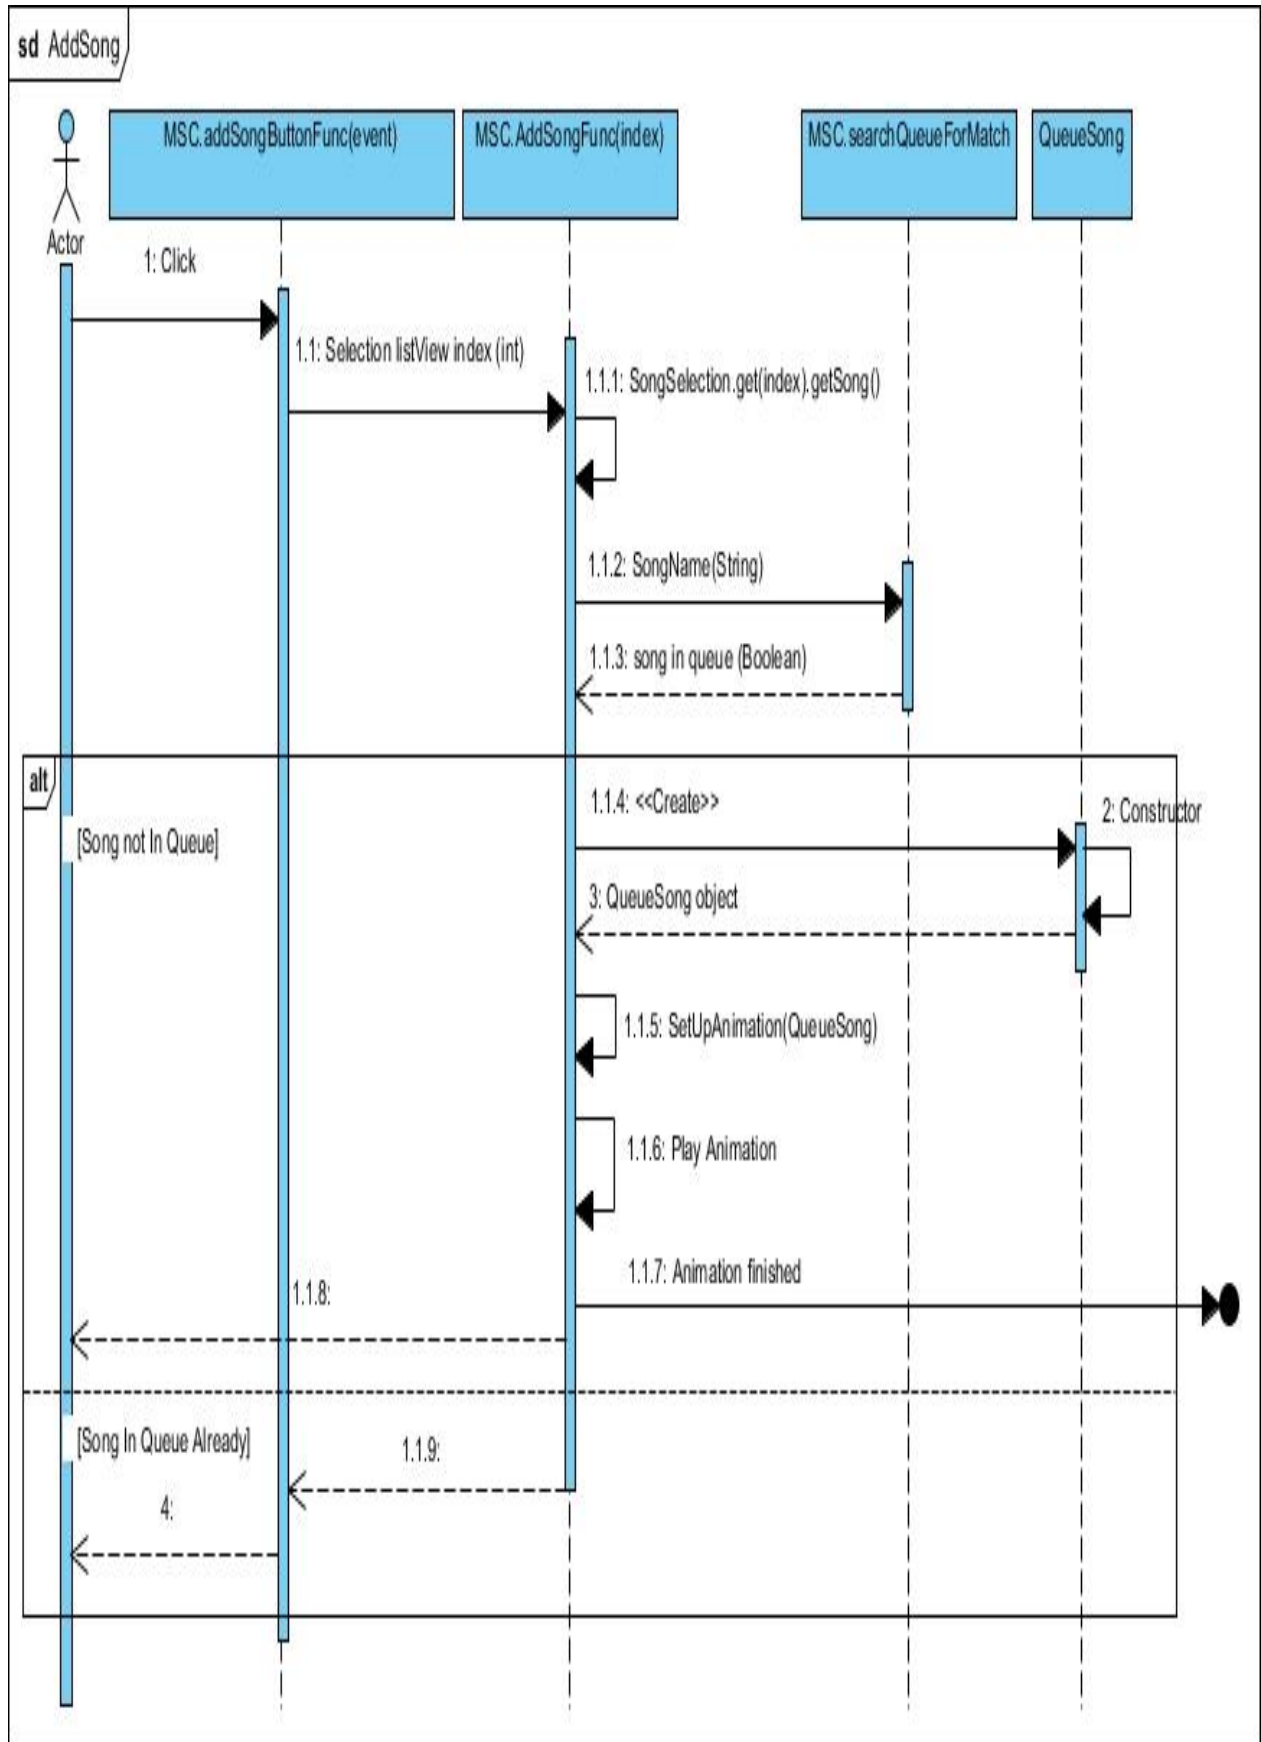 sd AddSong
MSC.addSongButtonFunc(event)
MSC.AddSongFunc(index)
MSC.searchQueueForMatch
QueueSong
Actor
1: Click
1.1: Selection listView index (int)
1.1.1: SongSelection.get(index).getSong()
1.1.2: SongName(String)
1.1.3: song in queue (Boolean)
alt
[Song not In Queue]
1.1.4: <<Create>>
2: Constructor
3: QueueSong object
1.1.5: SetUpAnimation(QueueSong)
1.1.6: Play Animation
1.1.7: Animation finished
1.1.8:
[Song In Queue Already]
1.1.9:
4: